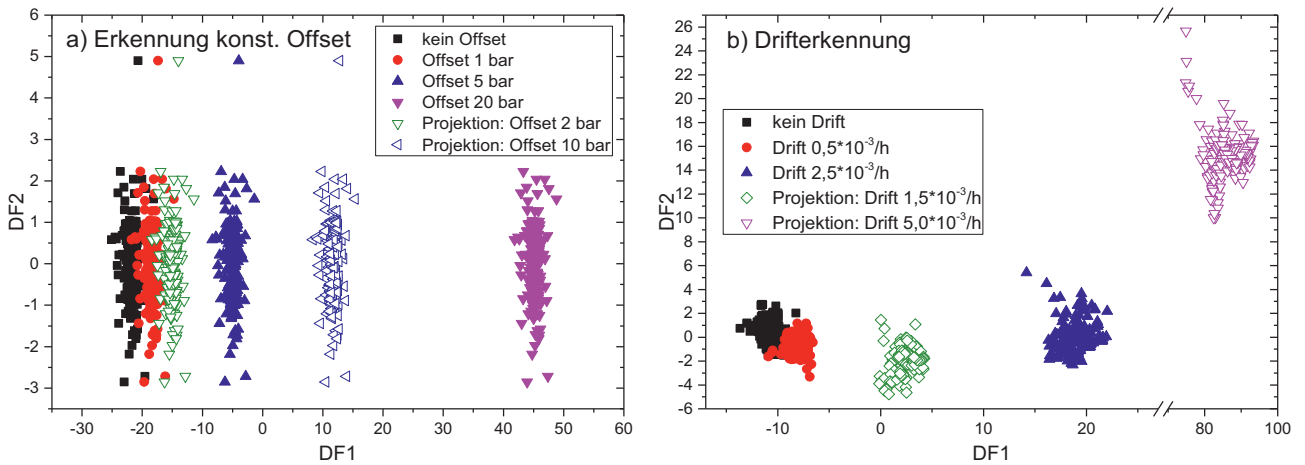 a) Erkennung konst. Offset
kein Offset
Offset 1 bar
Offset 5 bar
Offset 20 bar
Projektion: Offset 2 bar
Projektion: Offset 10 bar
6
5
4
3
2
1
0
-1
-2
-3
DF2
-30 -20 -10 0 10 20 30 40 50 60
DF1
b) Drifterkennung
kein Drift
Drift 0,5*10⁻³/h
Drift 2,5*10⁻³/h
Projektion: Drift 1,5*10⁻³/h
Projektion: Drift 5,0*10⁻³/h
26
24
22
20
18
16
14
12
10
8
6
4
2
0
-2
-4
-6
DF2
-10 0 10 20 80 90 100
DF1